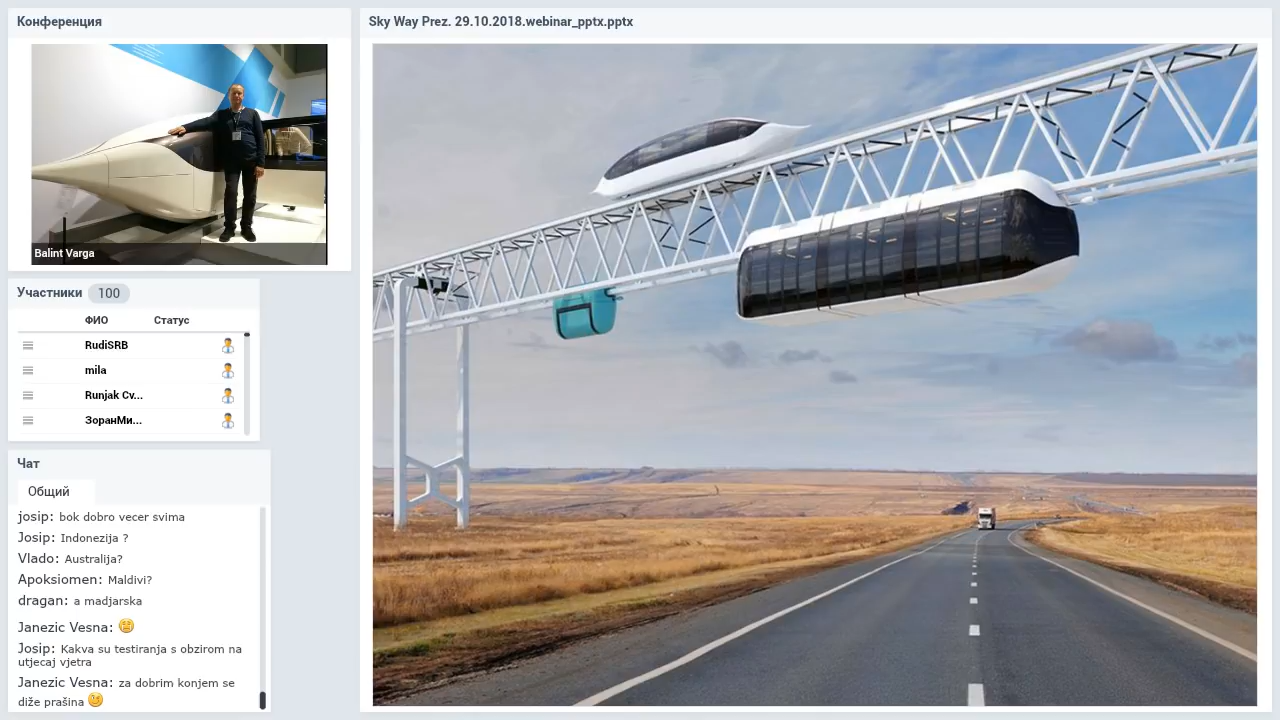 Конференция
Balint Varga
Участники 100
ФИО Статус
RudiSRB
mila
Runjak Cv...
ЗоранМи...
Чат
Общий
josip: bok dobro vecer svima
Josip: Indonezija ?
Vlado: Australija?
Apoksiomen: Maldivi?
dragan: a madjarska
Janezic Vesna:
Josip: Kakva su testiranja s obzirom na
utjecaj vjetra
Janezic Vesna: za dobrim konjem se
diže prašina
Sky Way Prez. 29.10.2018.webinar_pptx.pptx